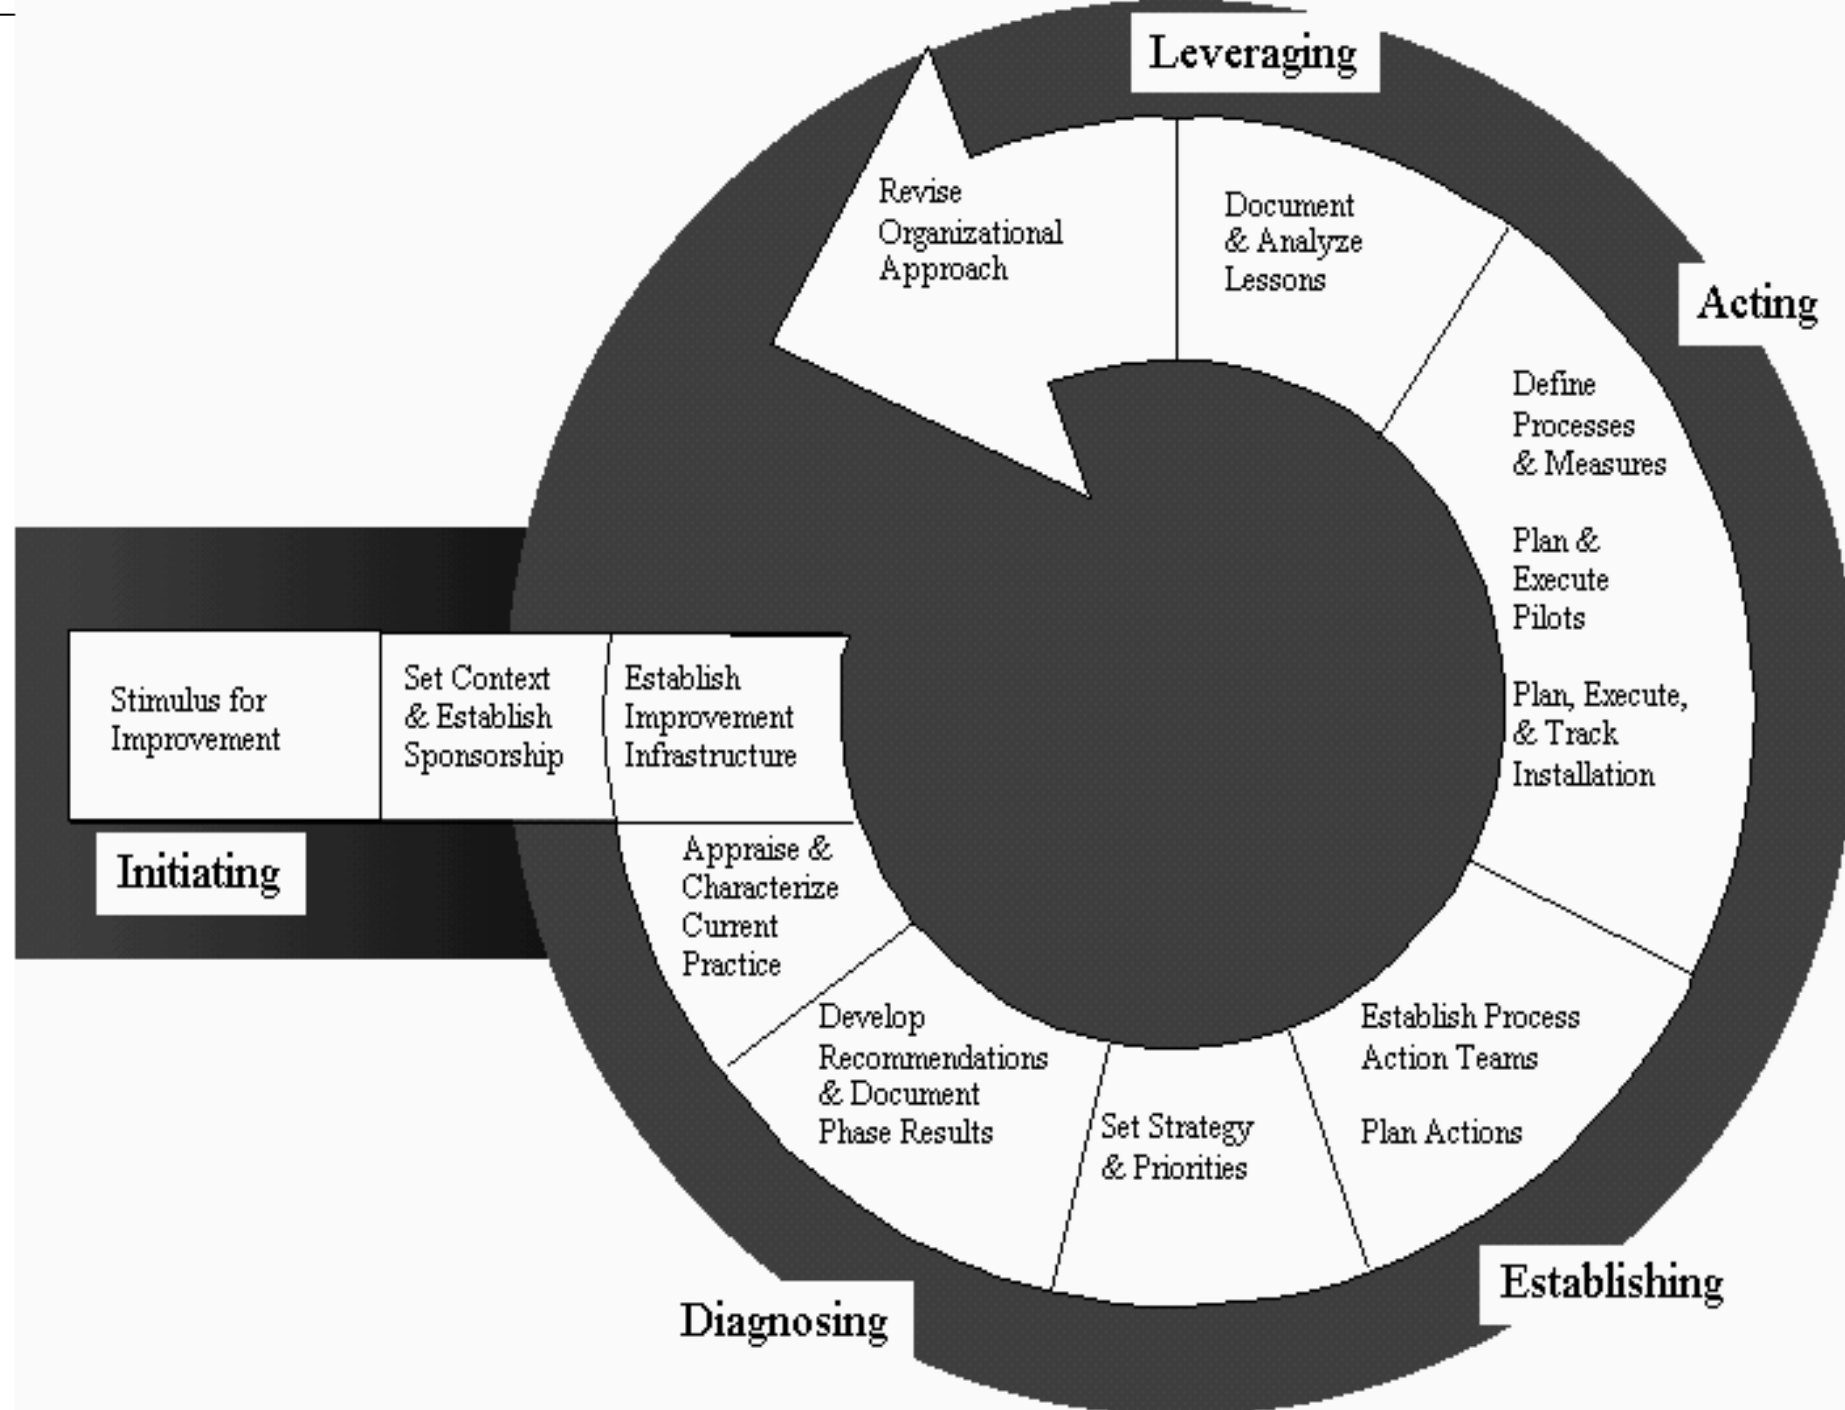 Leveraging
Revise
Organizational
Approach
Document
& Analyze
Lessons
Acting
Define
Processes
& Measures
Plan &
Execute
Pilots
Plan, Execute,
& Track
Installation
Stimulus for
Improvement
Set Context
& Establish
Sponsorship
Establish
Improvement
Infrastructure
Initiating
Appraise &
Characterize
Current
Practice
Develop
Recommendations
& Document
Phase Results
Set Strategy
& Priorities
Establish Process
Action Teams
Plan Actions
Establishing
Diagnosing